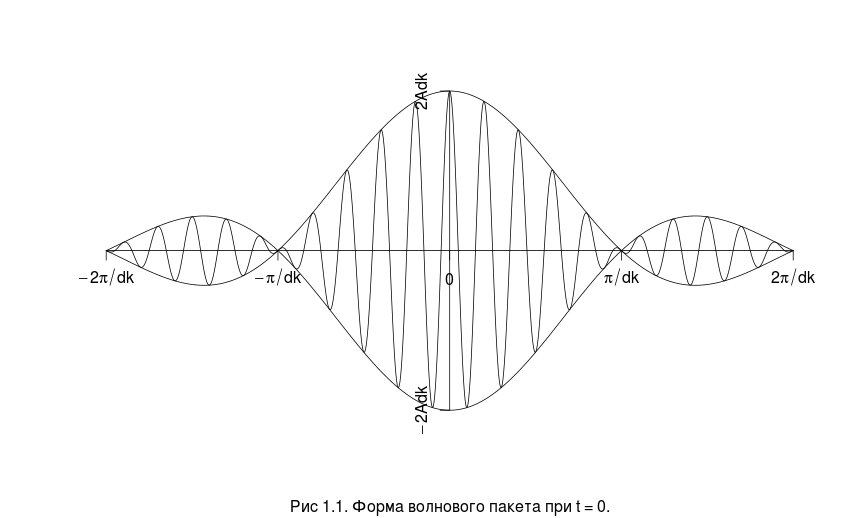 2Adk
−2π/dk −π/dk 0 π/dk 2π/dk
−2Adk
Рис 1.1. Форма волнового пакета при t = 0.